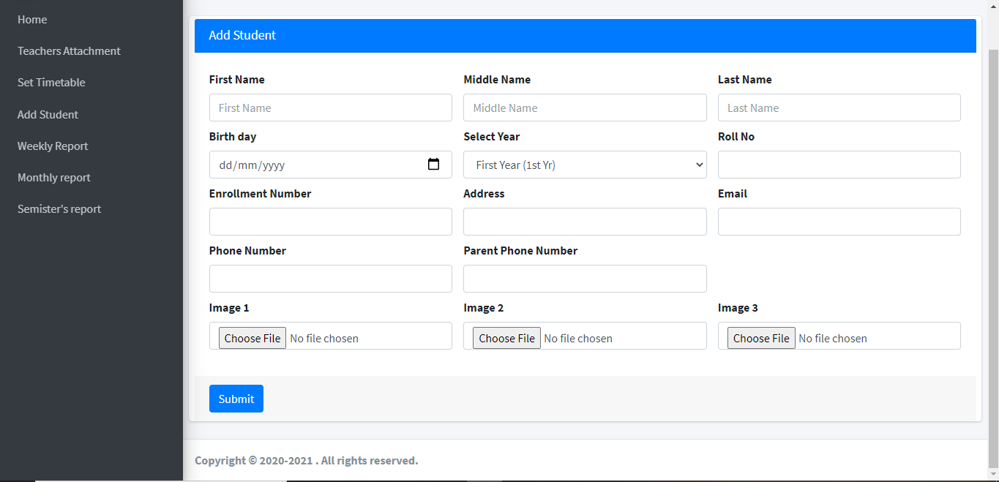 Home
Teachers Attachment
Set Timetable
Add Student
Weekly Report
Monthly report
Semister's report
Add Student
First Name Middle Name Last Name
First Name Middle Name Last Name
Birth day Select Year Roll No
dd/mm/yyyy First Year (1st Yr)
Enrollment Number Address Email
Phone Number Parent Phone Number
Image 1 Image 2 Image 3
Choose File No file chosen Choose File No file chosen Choose File No file chosen
Submit
Copyright © 2020-2021 . All rights reserved.